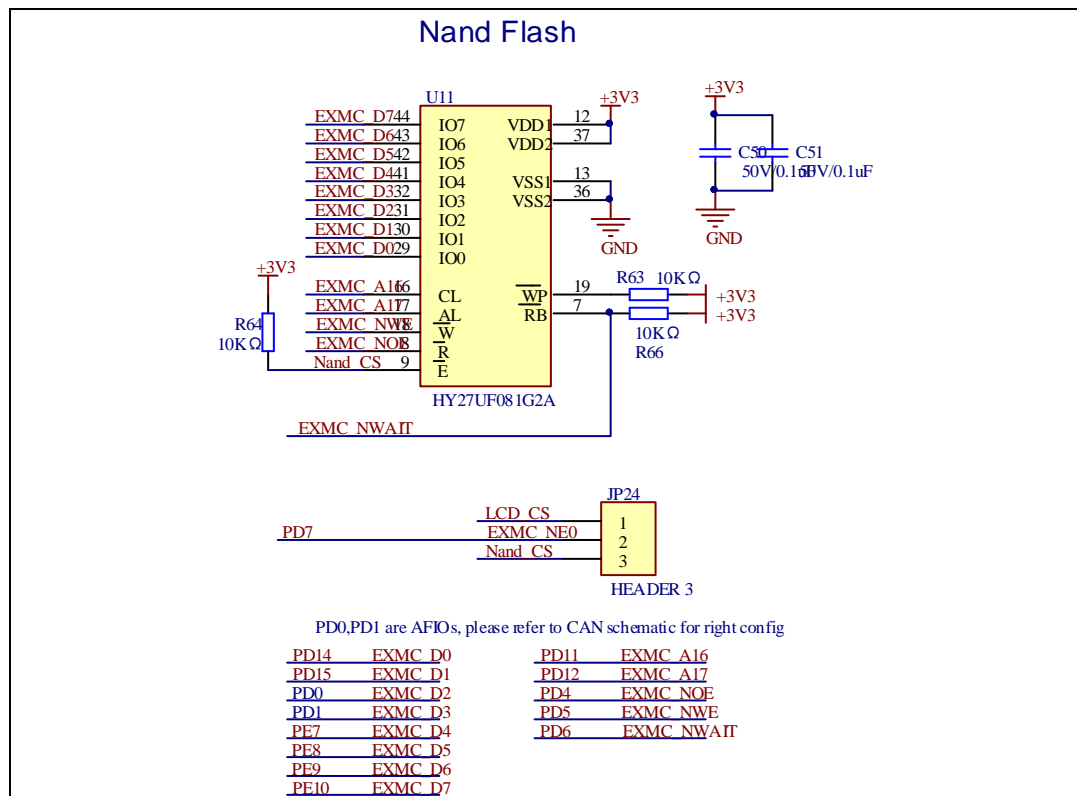 Nand Flash
U11
EXMC_D7 44 IO7 VDD1 12 +3V3
EXMC_D6 43 IO6 VDD2 37
EXMC_D5 42 IO5
EXMC_D4 41 IO4 VSS1 13
EXMC_D3 32 IO3 VSS2 36
EXMC_D2 31 IO2
EXMC_D1 30 IO1
EXMC_D0 29 IO0 GND
+3V3
C50 C51
50V/0.1uF 50V/0.1uF
GND
+3V3
R64
10KΩ
EXMC_A16 16 CL WP 19 R63 10KΩ +3V3
EXMC_A17 17 AL RB 7 +3V3
EXMC_NWE 18 W 10KΩ
EXMC_NOE 8 R R66
Nand_CS 9 E
HY27UF081G2A
EXMC_NWAIT
JP24
LCD_CS 1
PD7 EXMC_NE0 2
Nand_CS 3
HEADER 3
PD0,PD1 are AFIOs, please refer to CAN schematic for right config
PD14 EXMC_D0 PD11 EXMC_A16
PD15 EXMC_D1 PD12 EXMC_A17
PD0 EXMC_D2 PD4 EXMC_NOE
PD1 EXMC_D3 PD5 EXMC_NWE
PE7 EXMC_D4 PD6 EXMC_NWAIT
PE8 EXMC_D5
PE9 EXMC_D6
PE10 EXMC_D7